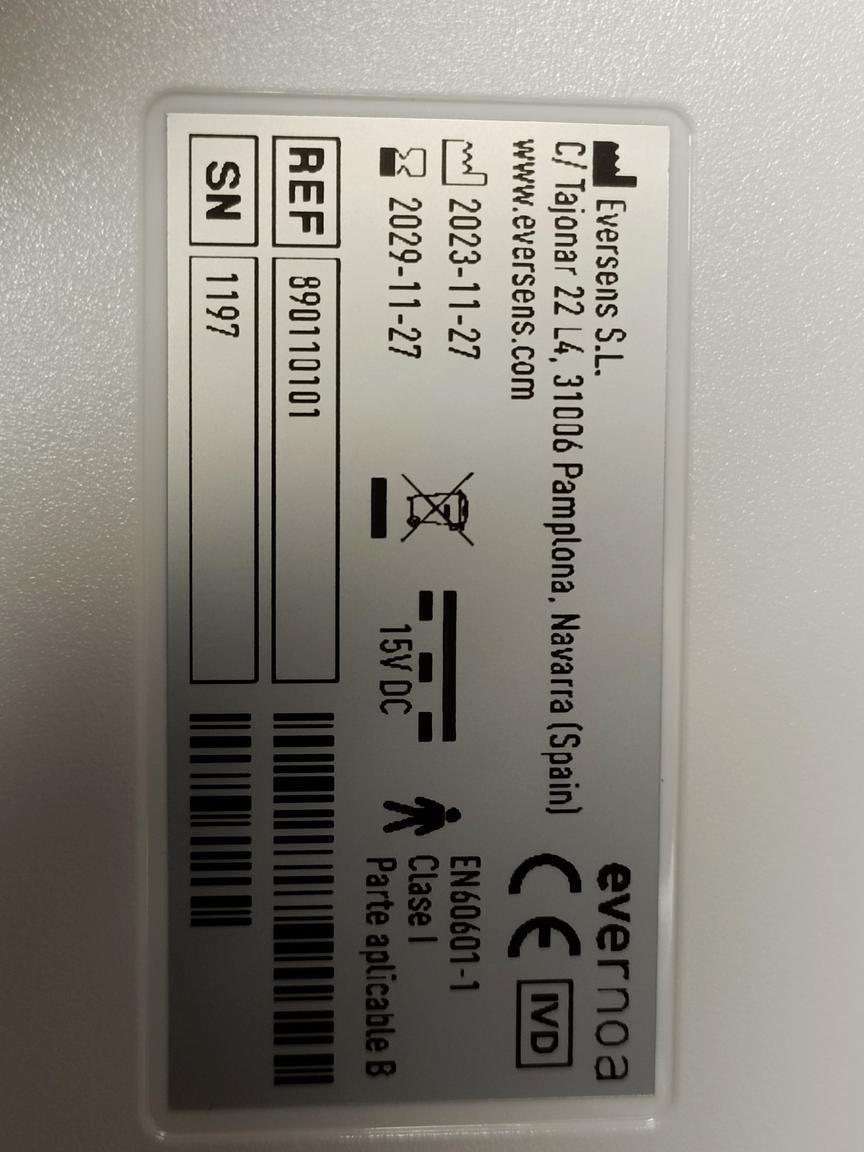 Eversens S.L.
C/ Tajonar 22 L4, 31006 Pamplona, Navarra (Spain)
www.eversens.com
evernoa
CE IVD
2023-11-27
2029-11-27
15V DC
EN60601-1
Clase I
Parte aplicable B
REF 890110101
SN 1197